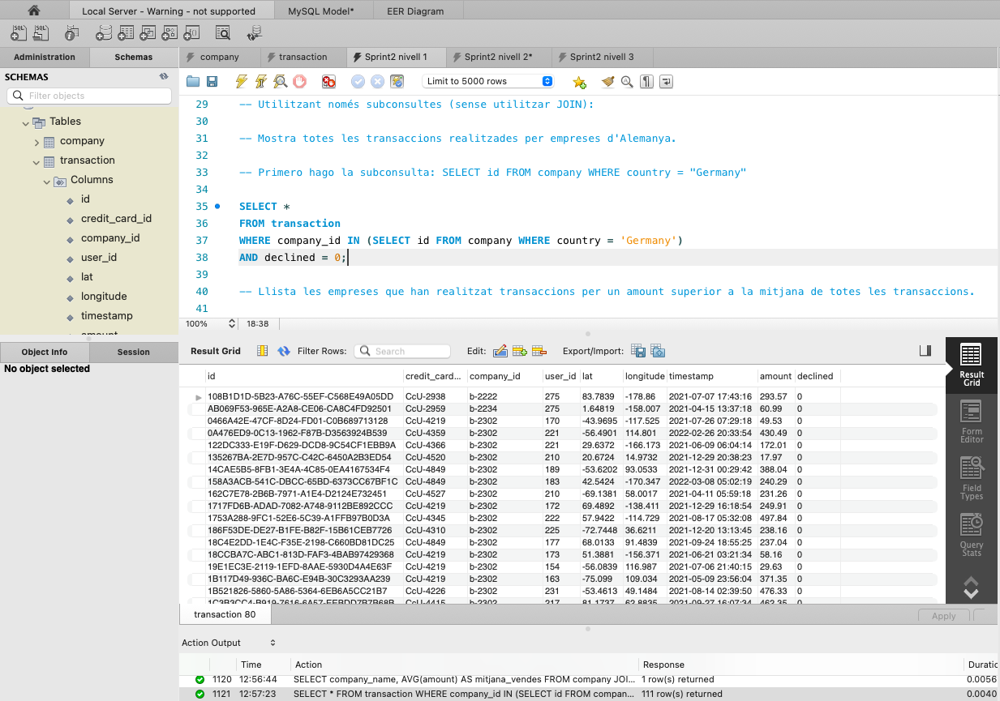 Local Server - Warning - not supported
MySQL Model*
EER Diagram
Administration
Schemas
company
transaction
Sprint2 nivell 1
Sprint2 nivell 2*
Sprint2 nivell 3
SCHEMAS
Filter objects
Tables
company
transaction
Columns
id
credit_card_id
company_id
user_id
lat
longitude
timestamp
amount
Limit to 5000 rows
29 -- Utilitzant només subconsultes (sense utilitzar JOIN):
30
31 -- Mostra totes les transaccions realitzades per empreses d'Alemanya.
32
33 -- Primero hago la subconsulta: SELECT id FROM company WHERE country = "Germany"
34
35 SELECT *
36 FROM transaction
37 WHERE company_id IN (SELECT id FROM company WHERE country = 'Germany')
38 AND declined = 0;
39
40 -- Llista les empreses que han realitzat transaccions per un amount superior a la mitjana de totes les transaccions.
41
100% 18:38
Object Info
Session
No object selected
Result Grid
Filter Rows:
Search
Edit:
Export/Import:
id credit_card... company_id user_id lat longitude timestamp amount declined
108B1D1D-5B23-A76C-55EF-C568E49A05DD CcU-2938 b-2222 275 83.7839 -178.86 2021-07-07 17:43:16 293.57 0
AB069F53-965E-A2A8-CE06-CA8C4FD92501 CcU-2959 b-2234 275 1.64819 -158.007 2021-04-15 13:37:18 60.99 0
0466A42E-47CF-8D24-FD01-C0B689713128 CcU-4219 b-2302 170 -43.9695 -117.525 2021-07-26 07:29:18 49.53 0
0A476ED9-0C13-1962-F87B-D3563924B539 CcU-4359 b-2302 221 -56.4901 114.801 2022-02-26 20:33:54 430.49 0
122DC333-E19F-D629-DCD8-9C54CF1EBB9A CcU-4366 b-2302 221 29.6372 -166.173 2021-06-09 06:04:14 172.01 0
135267BA-2E7D-957C-C42C-6450A2B3ED54 CcU-4520 b-2302 210 20.6724 14.9732 2021-12-29 20:38:23 17.97 0
14CAE5B5-8FB1-3E4A-4C85-0EA4167534F4 CcU-4849 b-2302 189 -53.6202 93.0533 2021-12-31 00:29:42 388.04 0
158A3ACB-541C-DBCC-65BD-6373CC67BF1C CcU-4849 b-2302 183 42.5424 -170.347 2022-03-08 05:02:19 240.29 0
162C7E78-2B6B-7971-A1E4-D2124E732451 CcU-4527 b-2302 210 -69.1381 58.0017 2021-04-11 05:59:18 231.26 0
1717FD6B-ADAD-7082-A748-9112BE892CCC CcU-4219 b-2302 172 69.4892 -138.411 2021-12-29 16:18:54 249.91 0
1753A288-9FC1-52E6-5C39-A1FFB97B0D3A CcU-4345 b-2302 222 57.9422 -114.729 2021-08-17 05:32:08 497.84 0
186F53DE-DE27-B1FE-B82F-15B61CEB7726 CcU-4310 b-2302 225 -72.7448 36.6211 2021-12-20 13:13:45 238.16 0
18C4E2DD-1E4C-F35E-2198-C660BD81DC25 CcU-4849 b-2302 177 68.0133 91.4839 2021-09-24 18:55:25 237.04 0
18CCBA7C-ABC1-813D-FAF3-4BAB97429368 CcU-4219 b-2302 173 51.3881 -156.371 2021-06-21 03:21:34 58.16 0
19E1EC3E-2119-1EFD-8AAE-5930D4A4E63F CcU-4219 b-2302 154 -56.0839 116.987 2021-07-06 21:40:15 29.63 0
1B117D49-936C-BA6C-E94B-30C3293AA239 CcU-4219 b-2302 163 -75.099 109.034 2021-05-09 23:56:04 371.35 0
1B521826-5860-5A86-5364-6EB6A5CC21B7 CcU-4226 b-2302 231 -53.4613 49.1484 2021-08-14 02:39:50 476.33 0
1C3B3CC4-B919-7616-6A57-EEBDD7B7B68B CcU-4415 b-2302 217 81.1737 62.8835 2021-09-27 16:07:34 462.35 0
Result Grid
Form Editor
Field Types
Query Stats
transaction 80
Apply
Action Output
Time Action Response Duratio
1120 12:56:44 SELECT company_name, AVG(amount) AS mitjana_vendes FROM company JOI... 1 row(s) returned 0.0056
1121 12:57:23 SELECT * FROM transaction WHERE company_id IN (SELECT id FROM compan... 111 row(s) returned 0.0040